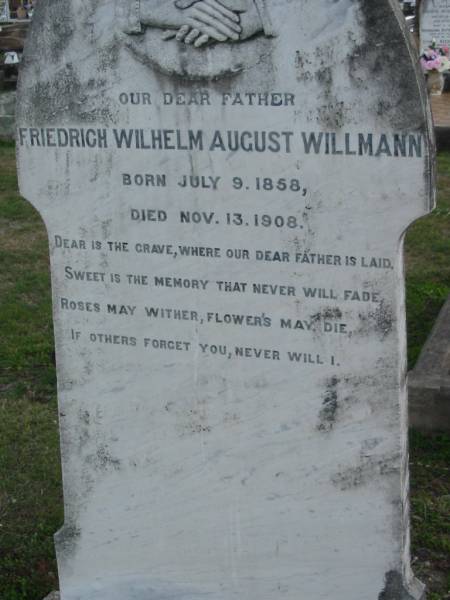 OUR DEAR FATHER
FRIEDRICH WILHELM AUGUST WILLMANN
BORN JULY 9. 1858,
DIED NOV. 13. 1908.
DEAR IS THE GRAVE, WHERE OUR DEAR FATHER IS LAID,
SWEET IS THE MEMORY THAT NEVER WILL FADE,
ROSES MAY WITHER, FLOWER'S MAY DIE,
IF OTHERS FORGET YOU, NEVER WILL I.